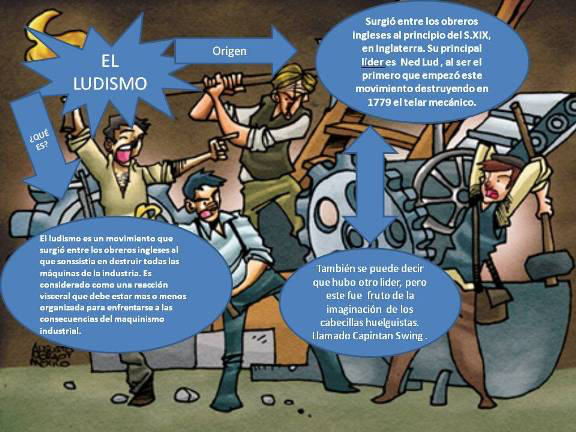 EL
LUDISMO
Origen
Surgió entre los obreros
ingleses al principio del S.XIX,
en Inglaterra. Su principal
líder es Ned Lud , al ser el
primero que empezó este
movimiento destruyendo en
1779 el telar mecánico.
¿QUÉ
ES?
El ludismo es un movimiento que
surgió entre los obreros ingleses al
que sonssistia en destruir todas las
máquinas de la industria. Es
considerado como una reacción
visceral que debe estar mas o menos
organizada para enfrentarse a las
consecuencias del maquinismo
industrial.
También se puede decir
que hubo otro lider, pero
este fue fruto de la
imaginación de los
cabecillas huelguistas.
Llamado Capintan Swing .
MEXICO